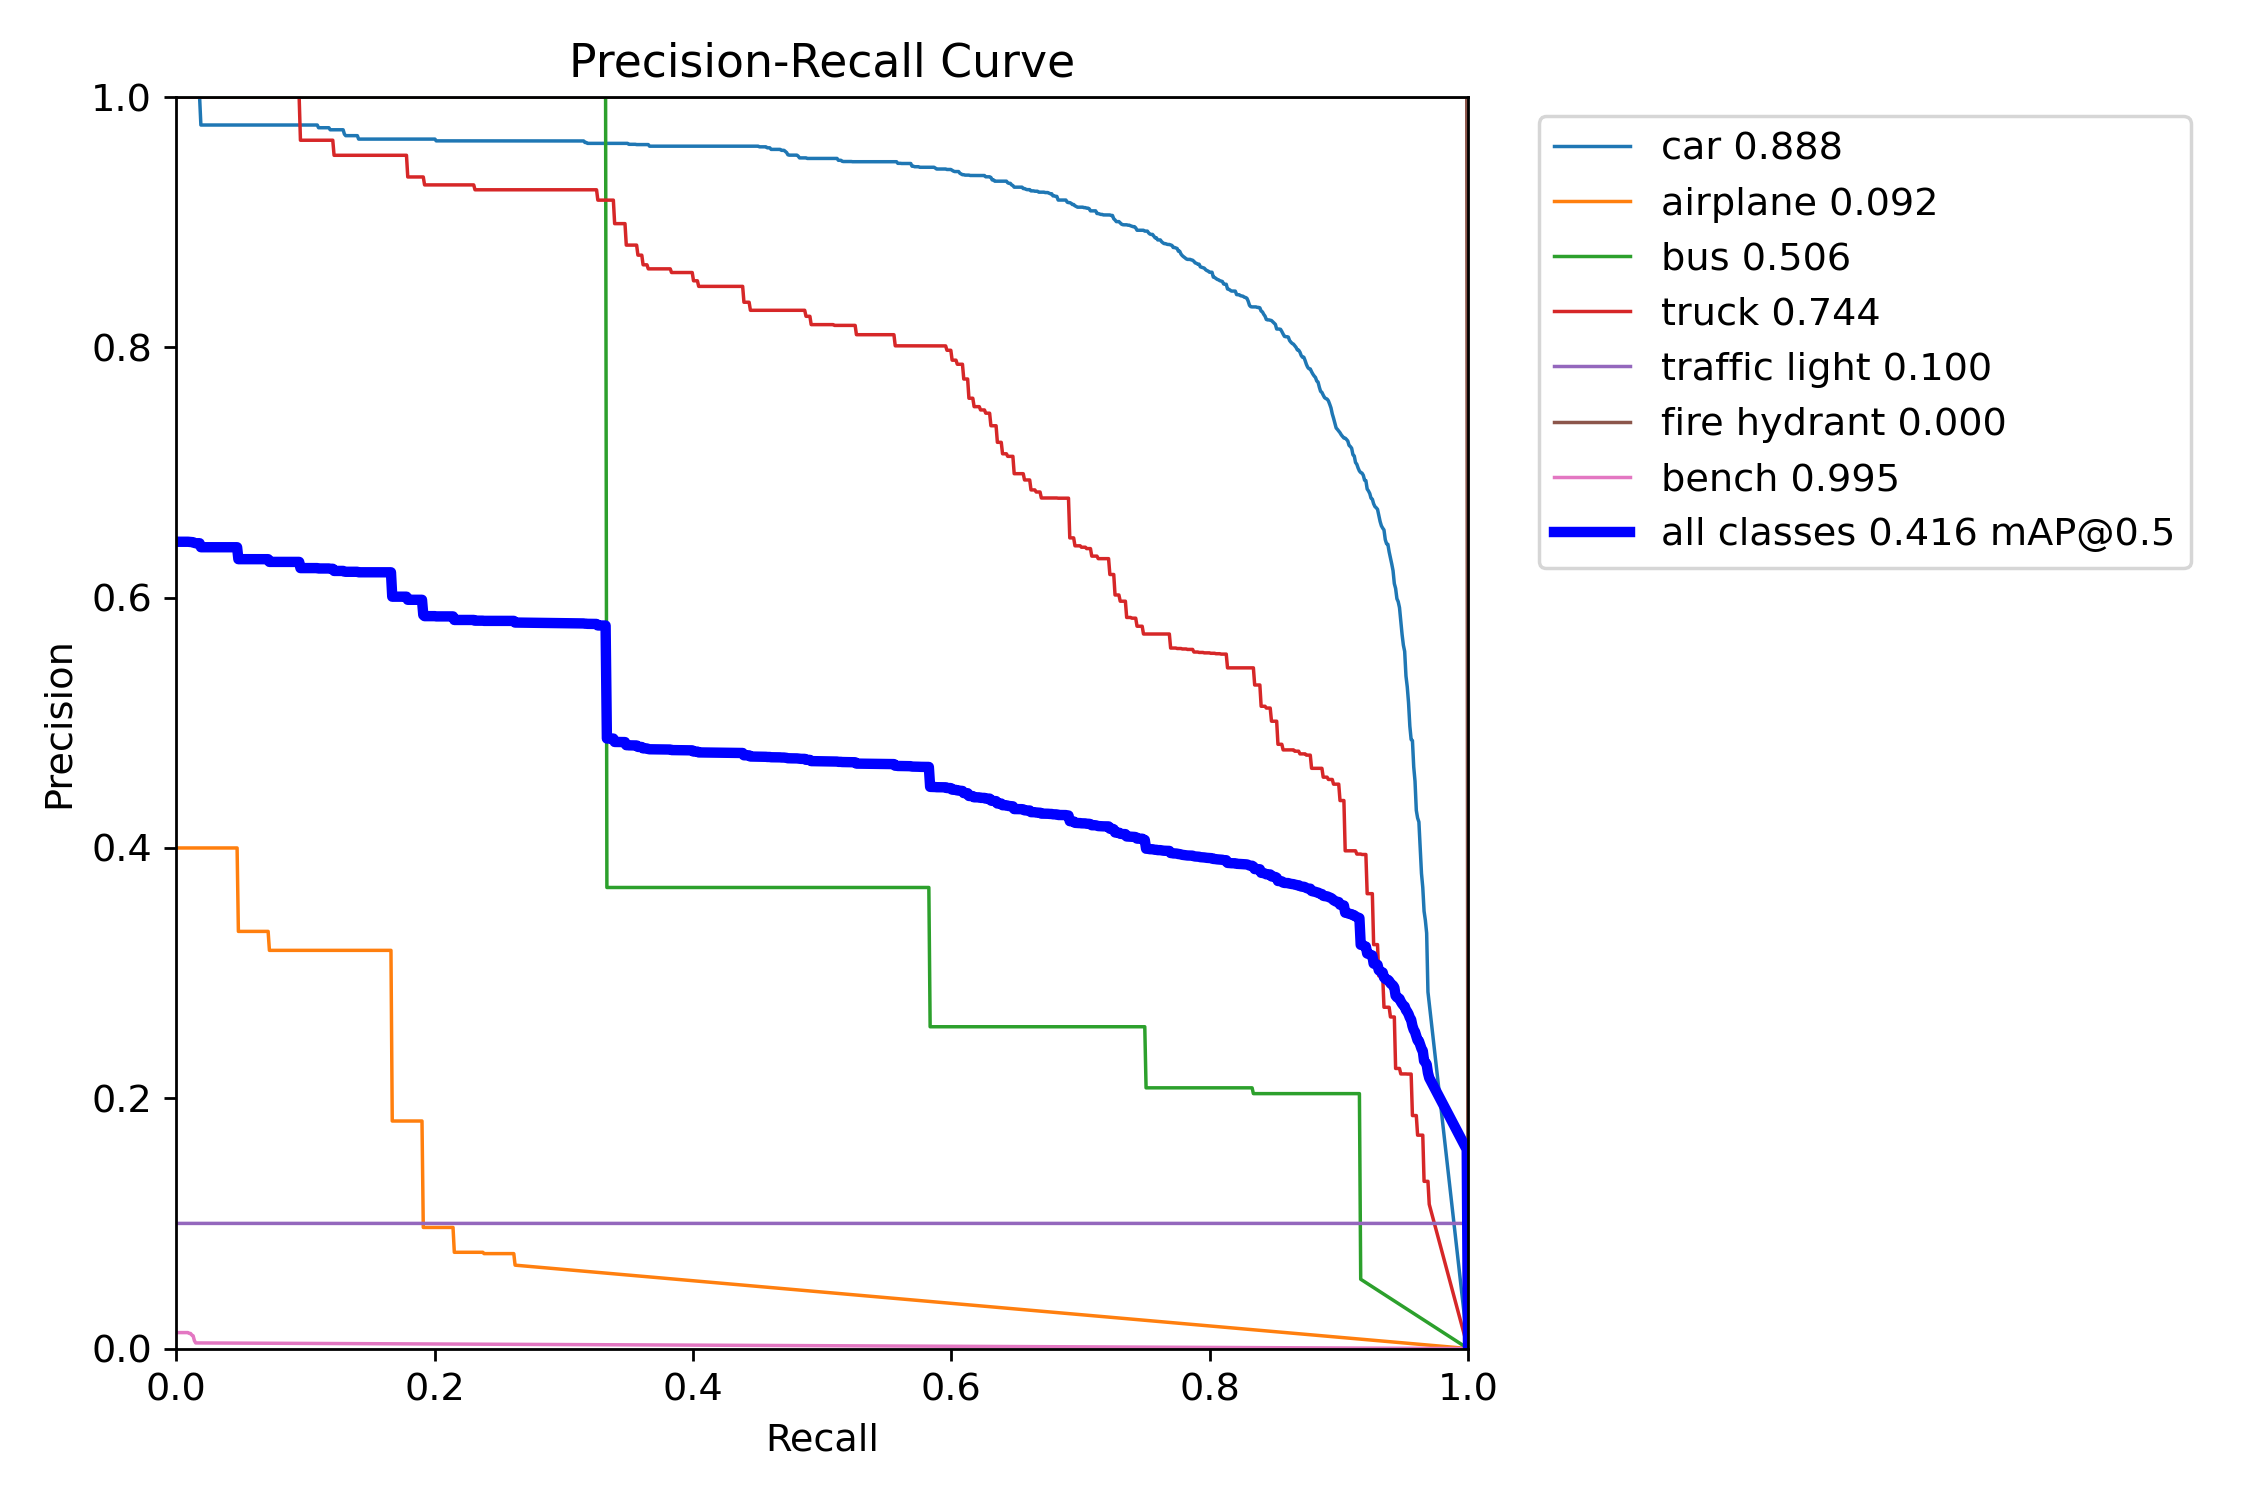 Precision-Recall Curve
1.0
0.8
0.6
0.4
0.2
0.0
Precision
0.0 0.2 0.4 0.6 0.8 1.0
Recall
car 0.888
airplane 0.092
bus 0.506
truck 0.744
traffic light 0.100
fire hydrant 0.000
bench 0.995
all classes 0.416 mAP@0.5